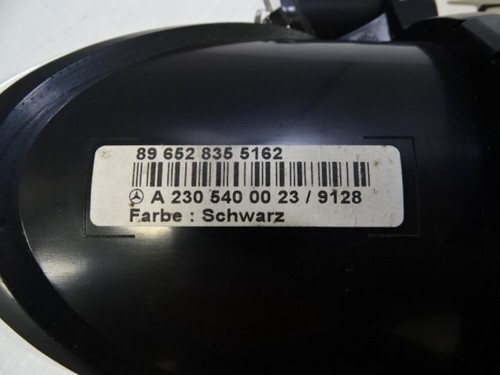 89 652 835 5162
A 230 540 00 23 / 9128
Farbe : Schwarz